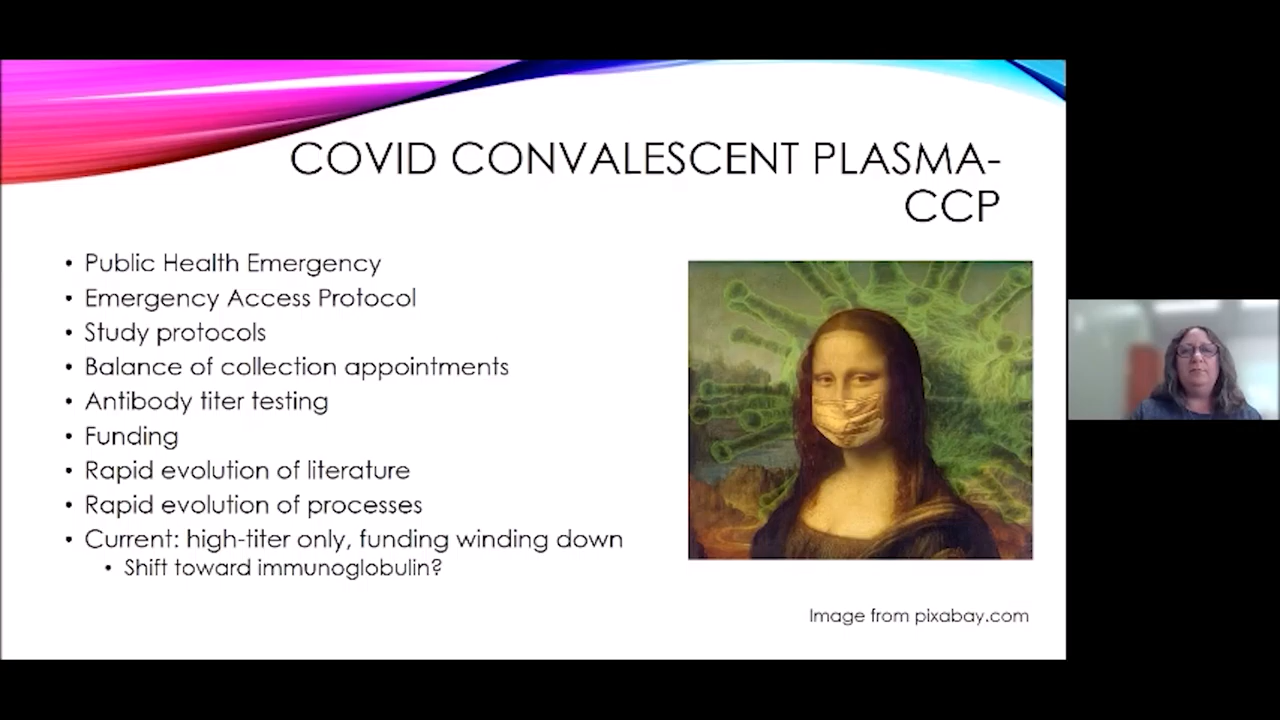 COVID CONVALESCENT PLASMA-
CCP
• Public Health Emergency
• Emergency Access Protocol
• Study protocols
• Balance of collection appointments
• Antibody titer testing
• Funding
• Rapid evolution of literature
• Rapid evolution of processes
• Current: high-titer only, funding winding down
• Shift toward immunoglobulin?
Image from pixabay.com